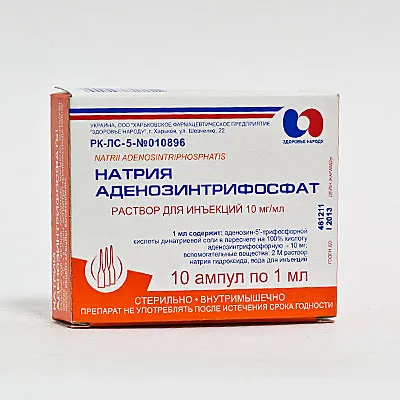 УКРАИНА, ООО "ХАРЬКОВСКОЕ ФАРМАЦЕВТИЧЕСКОЕ ПРЕДПРИЯТИЕ
"ЗДОРОВЬЕ НАРОДУ", г. Харьков, ул. Шевченко, 22
ЗДОРОВЬЕ НАРОДУ
РК-ЛС-5-№010896
NATRII ADENOSINTRIPHOSPHATIS
НАТРИЯ
АДЕНОЗИНТРИФОСФАТ
РАСТВОР ДЛЯ ИНЪЕКЦИЙ 10 мг/мл
1 мл содержит: аденозин-5'-трифосфорной
кислоты динатриевой соли в пересчете на 100% кислоту
аденозинтрифосфорную - 10 мг;
вспомогательные вещества: 2 М раствор
натрия гидроксида, вода для инъекций
10 ампул по 1 мл
СТЕРИЛЬНО • ВНУТРИМЫШЕЧНО
ПРЕПАРАТ НЕ УПОТРЕБЛЯТЬ ПОСЛЕ ИСТЕЧЕНИЯ СРОКА ГОДНОСТИ
461211
I 2013
НАТРИЯ
АДЕНОЗИНТРИФОСФАТ